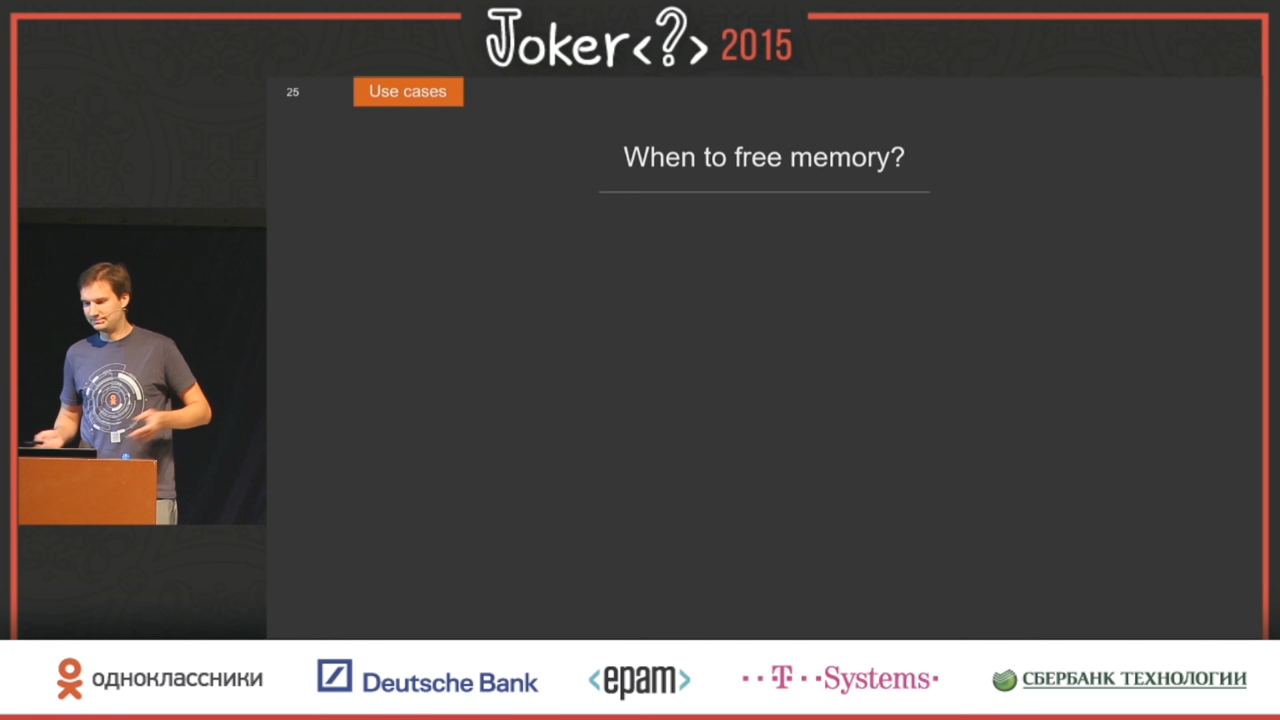 Joker<?> 2015
25
Use cases
When to free memory?
одноклассники
Deutsche Bank
<epam>
··T··Systems·
СБЕРБАНК ТЕХНОЛОГИИ